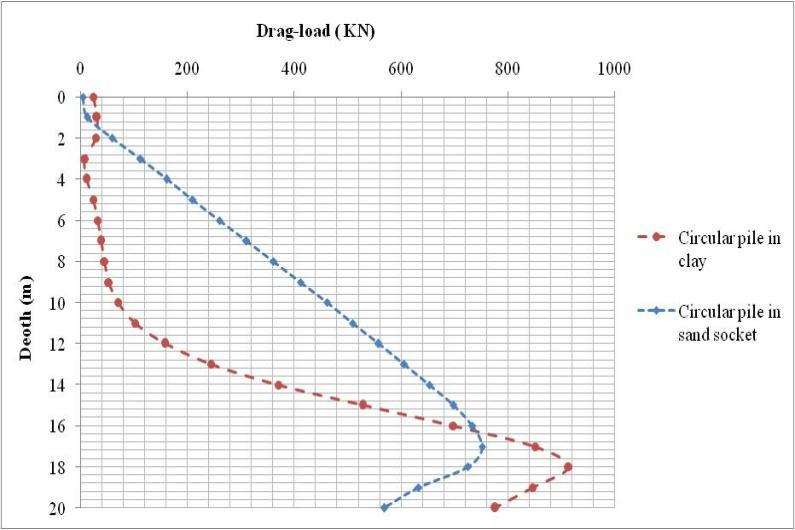 Drag-load ( KN)
0 200 400 600 800 1000
0
2
4
6
8
10
12
14
16
18
20
Deoth (m)
Circular pile in
clay
Circular pile in
sand socket